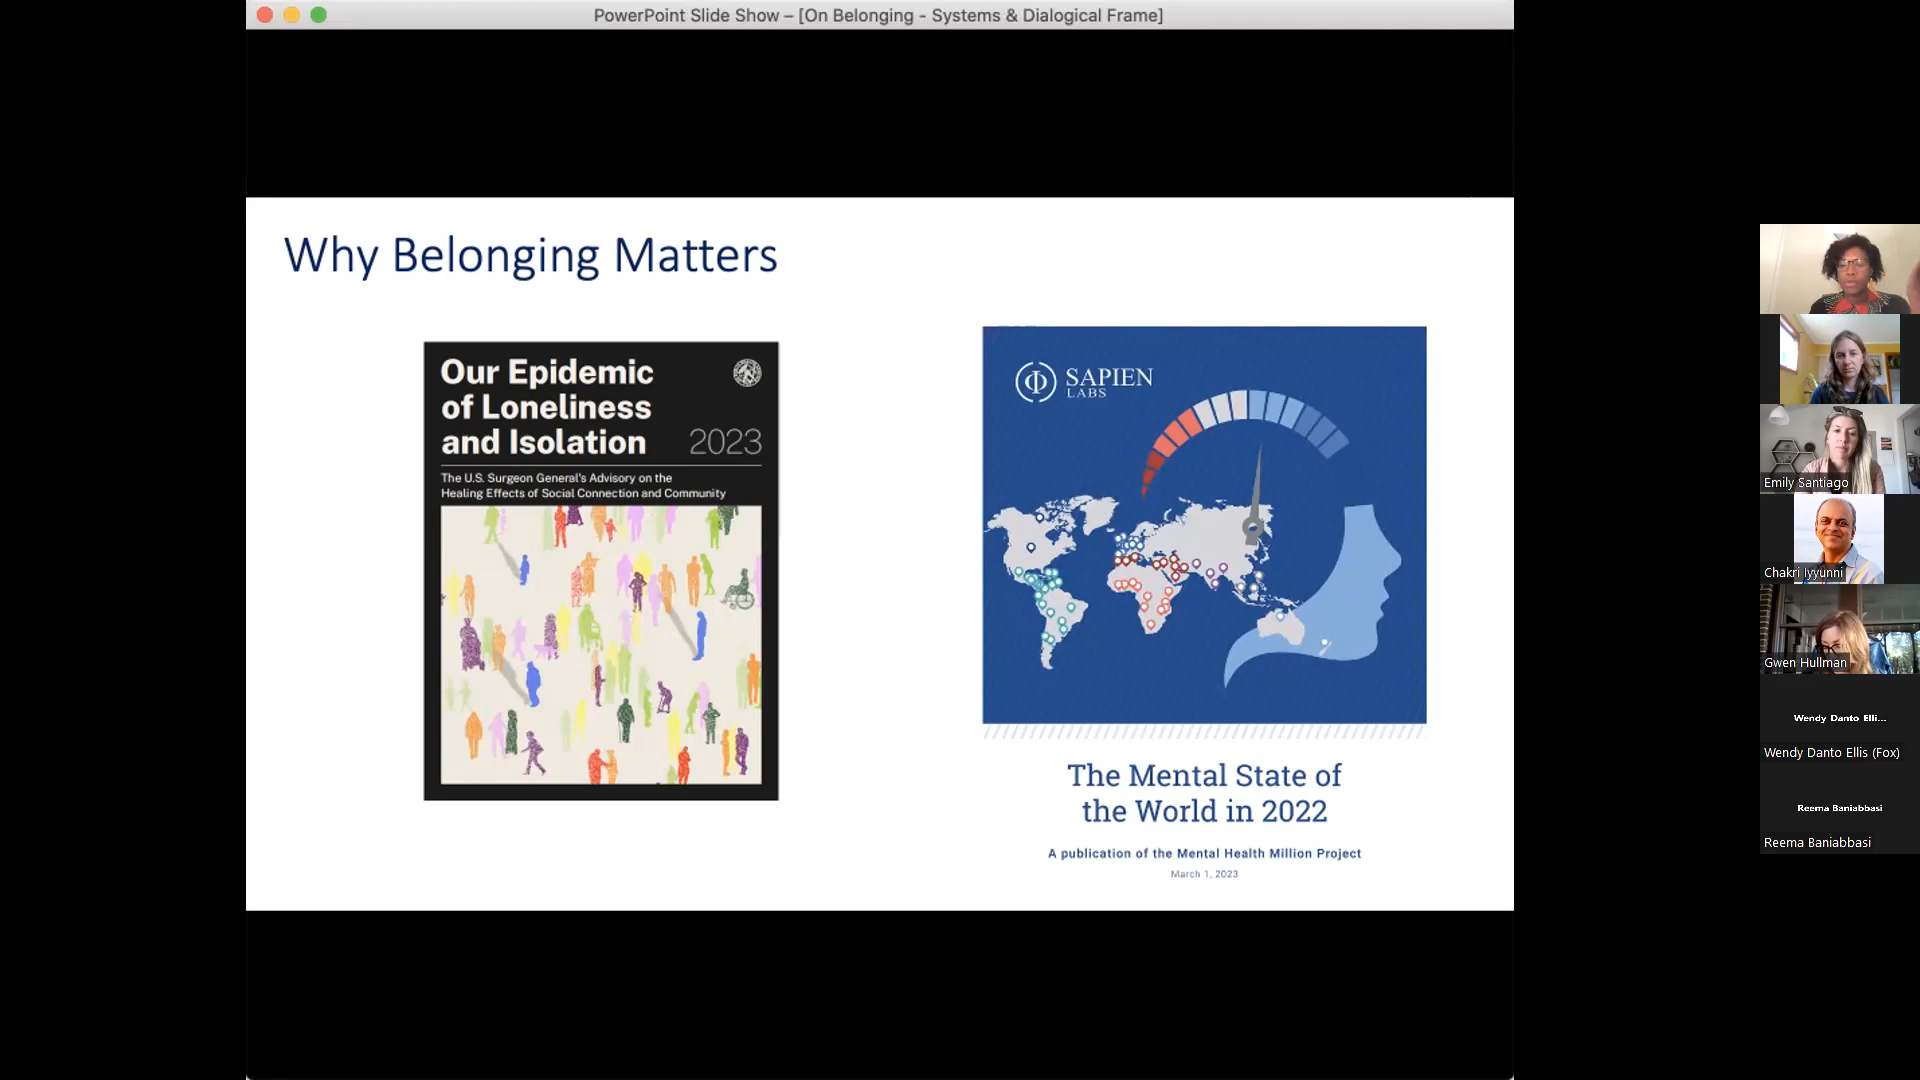 PowerPoint Slide Show – [On Belonging - Systems & Dialogical Frame]
Why Belonging Matters
Our Epidemic
of Loneliness
and Isolation 2023
The U.S. Surgeon General's Advisory on the
Healing Effects of Social Connection and Community
SAPIEN
LABS
The Mental State of
the World in 2022
A publication of the Mental Health Million Project
March 1, 2023
Emily Santiago
Chakri Iyyunni
Gwen Hullman
Wendy Danto Elli...
Wendy Danto Ellis (Fox)
Reema Baniabbasi
Reema Baniabbasi